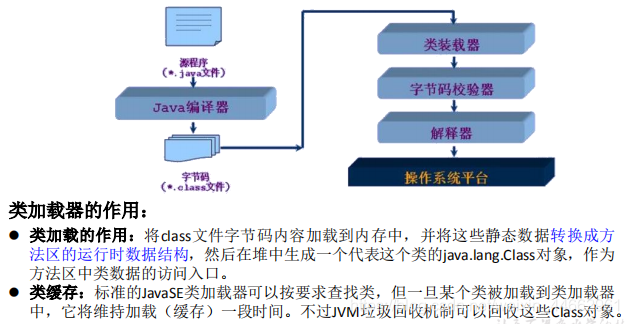 源程序
(*.java文件)
Java编译器
字节码
(*.class文件)
类装载器
字节码校验器
解释器
操作系统平台
类加载器的作用:
● 类加载的作用:将class文件字节码内容加载到内存中,并将这些静态数据转换成方
法区的运行时数据结构,然后在堆中生成一个代表这个类的java.lang.Class对象,作为
方法区中类数据的访问入口。
● 类缓存:标准的JavaSE类加载器可以按要求查找类,但一旦某个类被加载到类加载器
中,它将维持加载(缓存)一段时间。不过JVM垃圾回收机制可以回收这些Class对象。